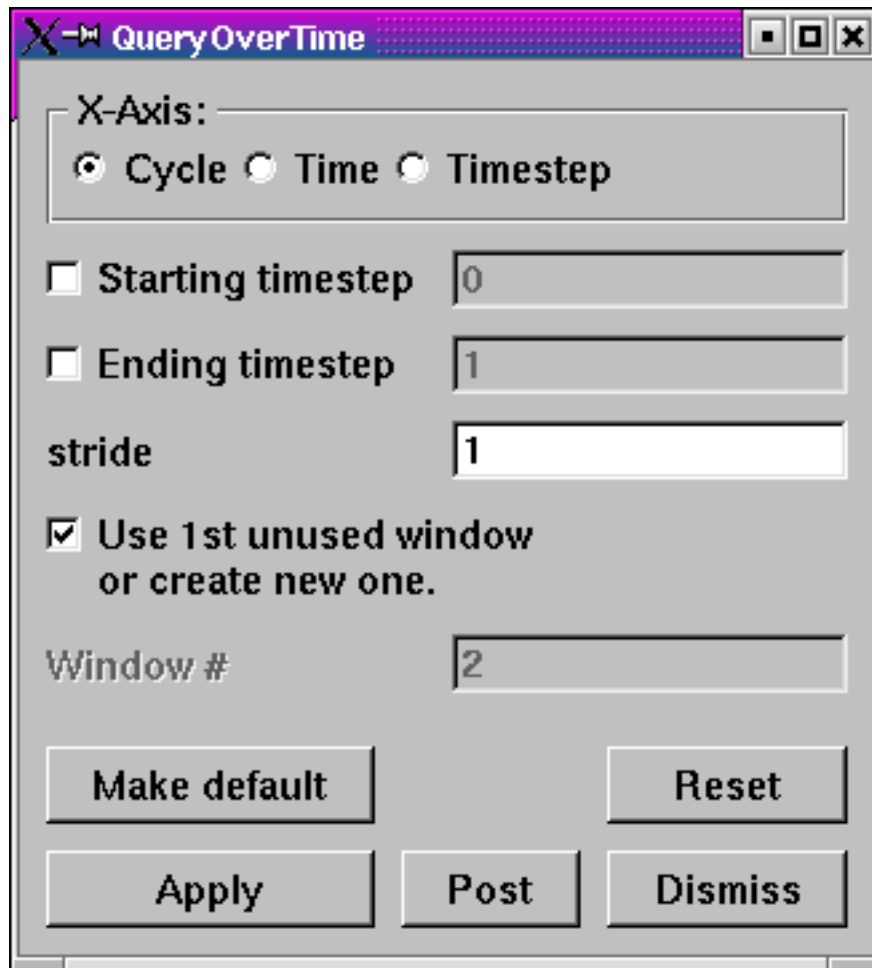 QueryOverTime
X-Axis:
Cycle Time Timestep
Starting timestep 0
Ending timestep 1
stride 1
Use 1st unused window
or create new one.
Window # 2
Make default Reset
Apply Post Dismiss